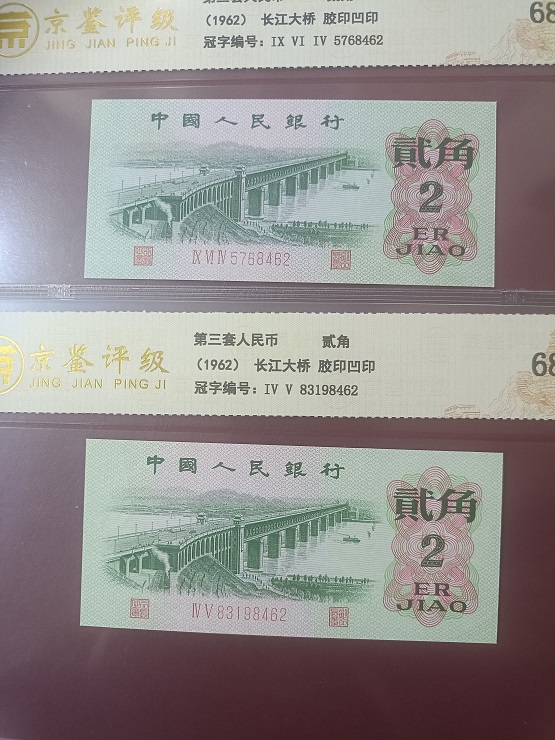 京鉴评级
JING JIAN PING JI
（1962） 长江大桥 胶印凹印
冠字编号：IX VI IV 5768462
68
中國人民銀行
貳角
2
ER
JIAO
IX VI IV 5768462
京鉴评级
JING JIAN PING JI
第三套人民币 贰角
（1962） 长江大桥 胶印凹印
冠字编号：IV V 83198462
68
中國人民銀行
貳角
2
ER
JIAO
IV V 83198462